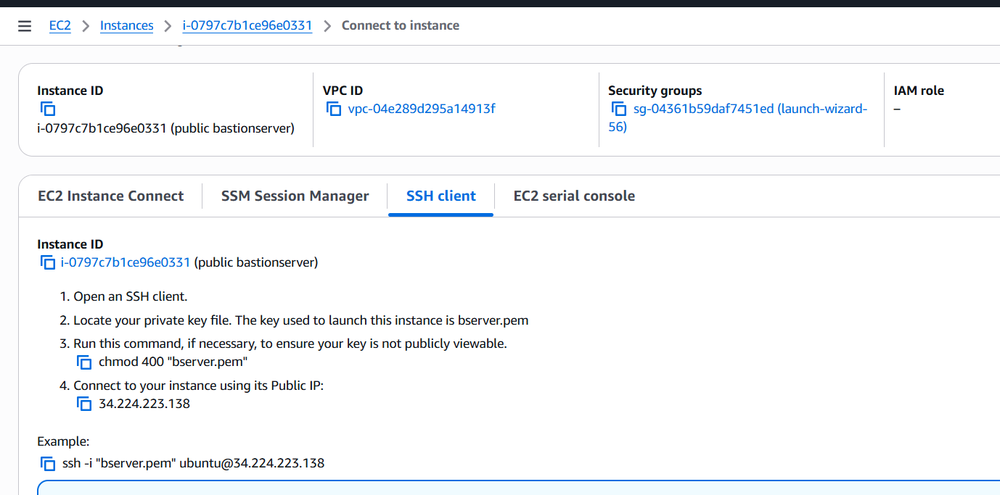 EC2 > Instances > i-0797c7b1ce96e0331 > Connect to instance
Instance ID
i-0797c7b1ce96e0331 (public bastionserver)
VPC ID
vpc-04e289d295a14913f
Security groups
sg-04361b59daf7451ed (launch-wizard-
56)
IAM role
–
EC2 Instance Connect
SSM Session Manager
SSH client
EC2 serial console
Instance ID
i-0797c7b1ce96e0331 (public bastionserver)
1. Open an SSH client.
2. Locate your private key file. The key used to launch this instance is bserver.pem
3. Run this command, if necessary, to ensure your key is not publicly viewable.
chmod 400 "bserver.pem"
4. Connect to your instance using its Public IP:
34.224.223.138
Example:
ssh -i "bserver.pem" ubuntu@34.224.223.138